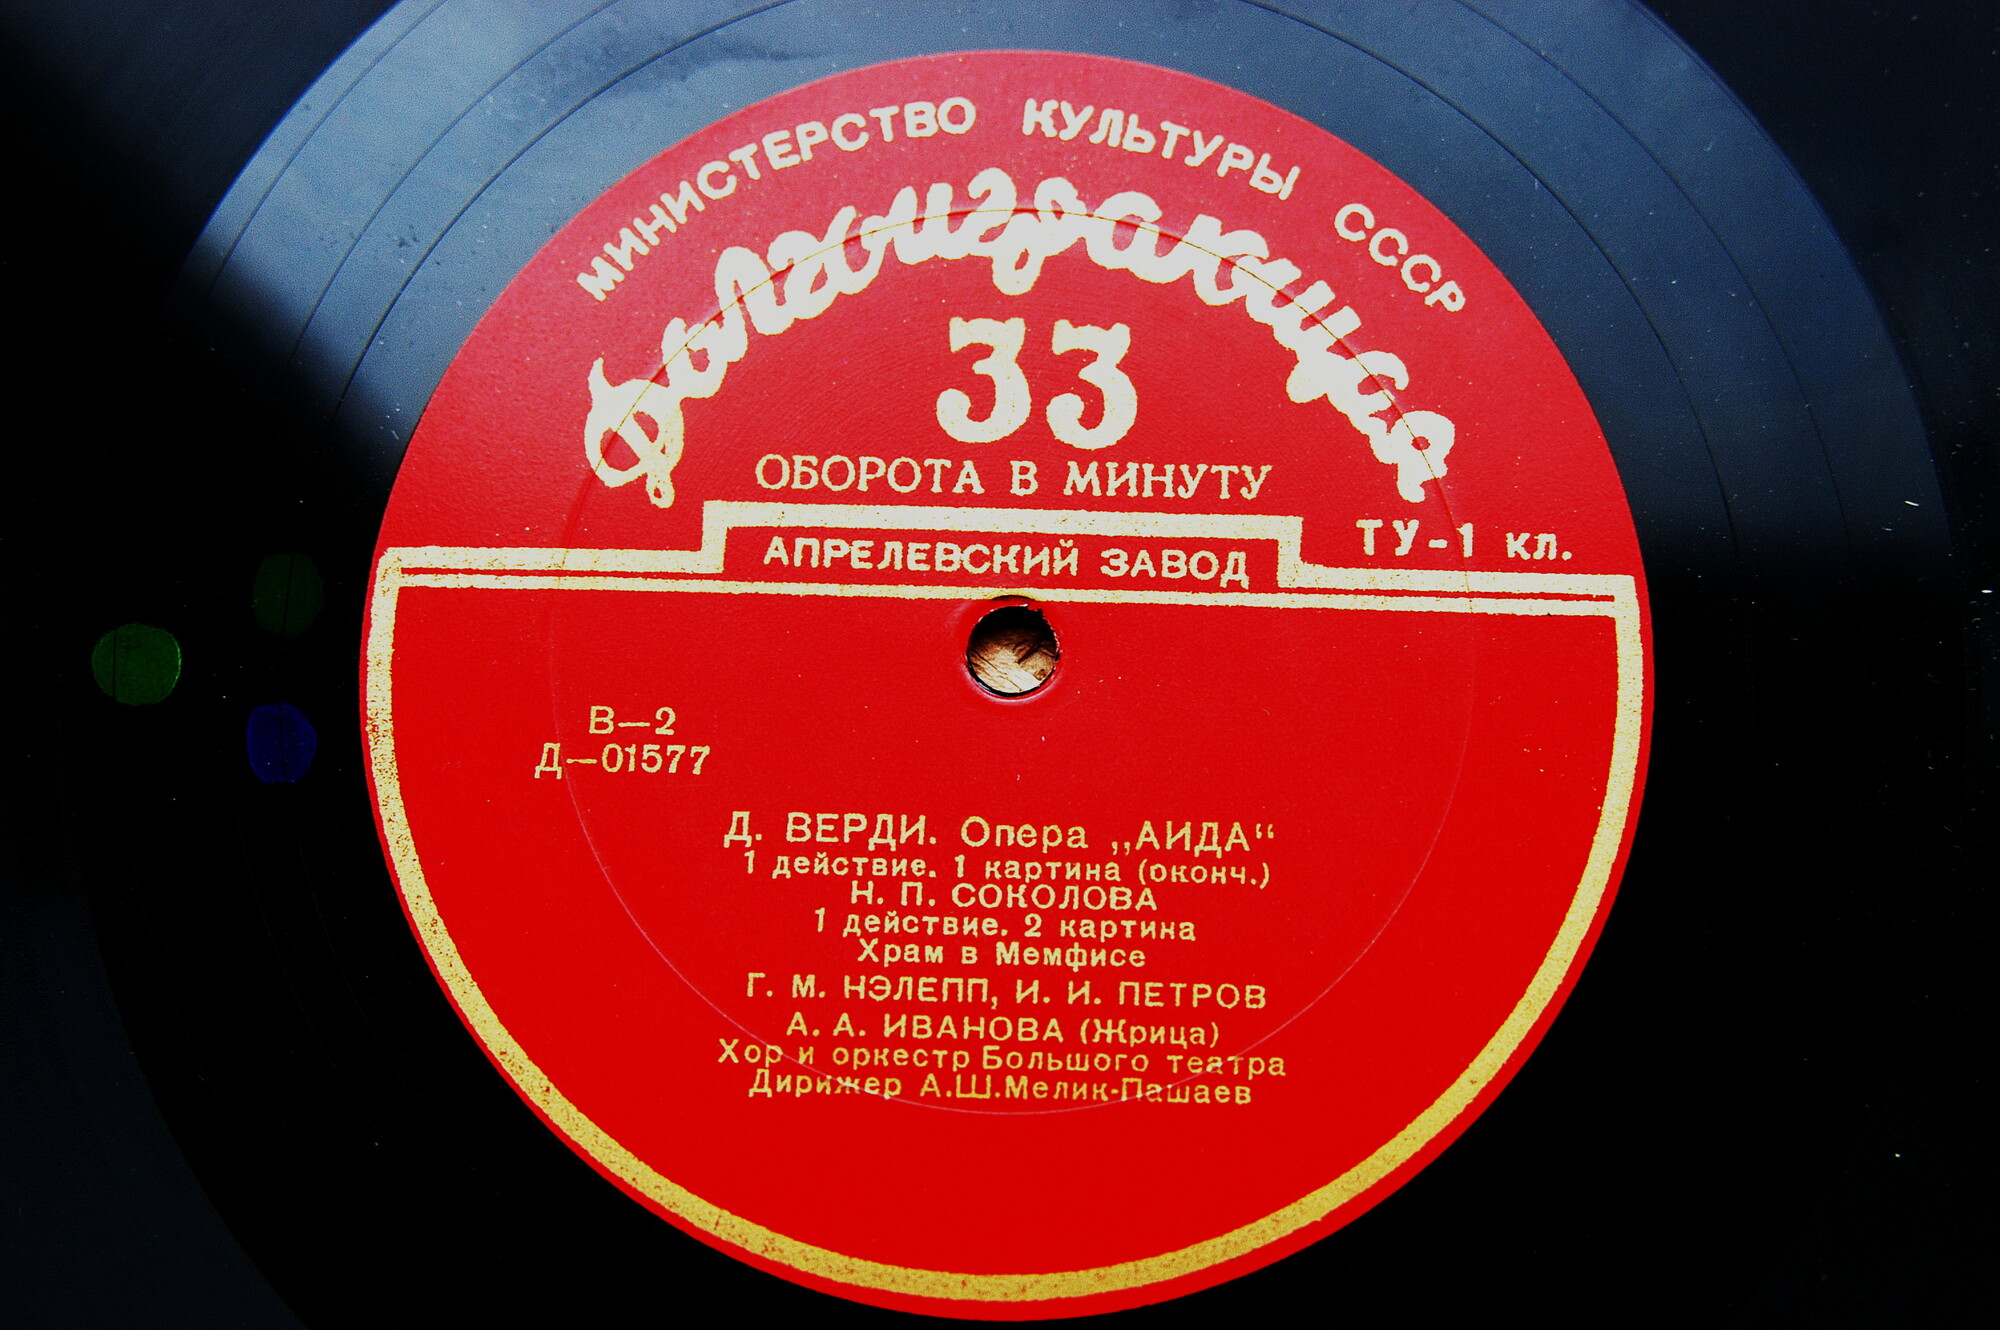 МИНИСТЕРСТВО КУЛЬТУРЫ СССР
Долгоиграющая
33
ОБОРОТА В МИНУТУ
ТУ-1 кл.
АПРЕЛЕВСКИЙ ЗАВОД
В—2
Д—01577
Д. ВЕРДИ. Опера „АИДА“
1 действие. 1 картина (оконч.)
Н. П. СОКОЛОВА
1 действие. 2 картина
Храм в Мемфисе
Г. М. НЭЛЕПП, И. И. ПЕТРОВ
А. А. ИВАНОВА (Жрица)
Хор и оркестр Большого театра
Дирижер А.Ш.Мелик-Пашаев